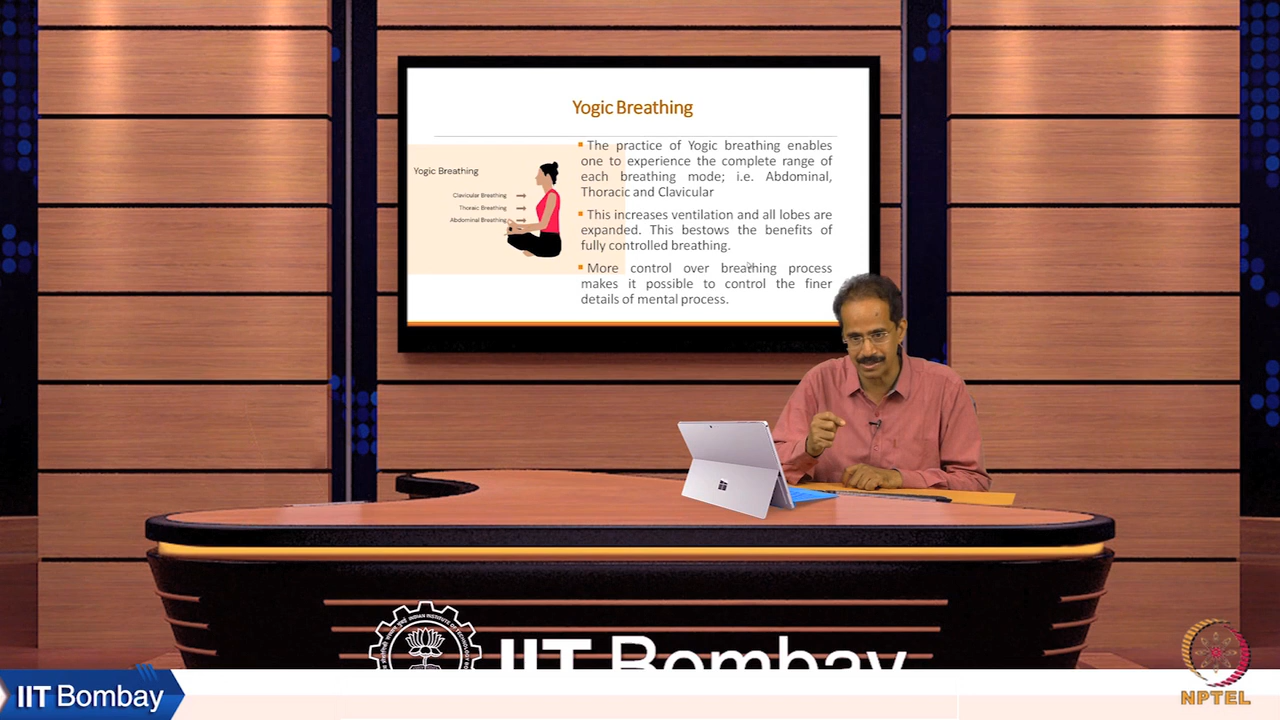 Yogic Breathing
Yogic Breathing
Clavicular Breathing
Thoraic Breathing
Abdominal Breathing
The practice of Yogic breathing enables
one to experience the complete range of
each breathing mode; i.e. Abdominal,
Thoracic and Clavicular
This increases ventilation and all lobes are
expanded. This bestows the benefits of
fully controlled breathing.
More control over breathing process
makes it possible to control the finer
details of mental process.
IIT Bombay
IIT Bombay
NPTEL